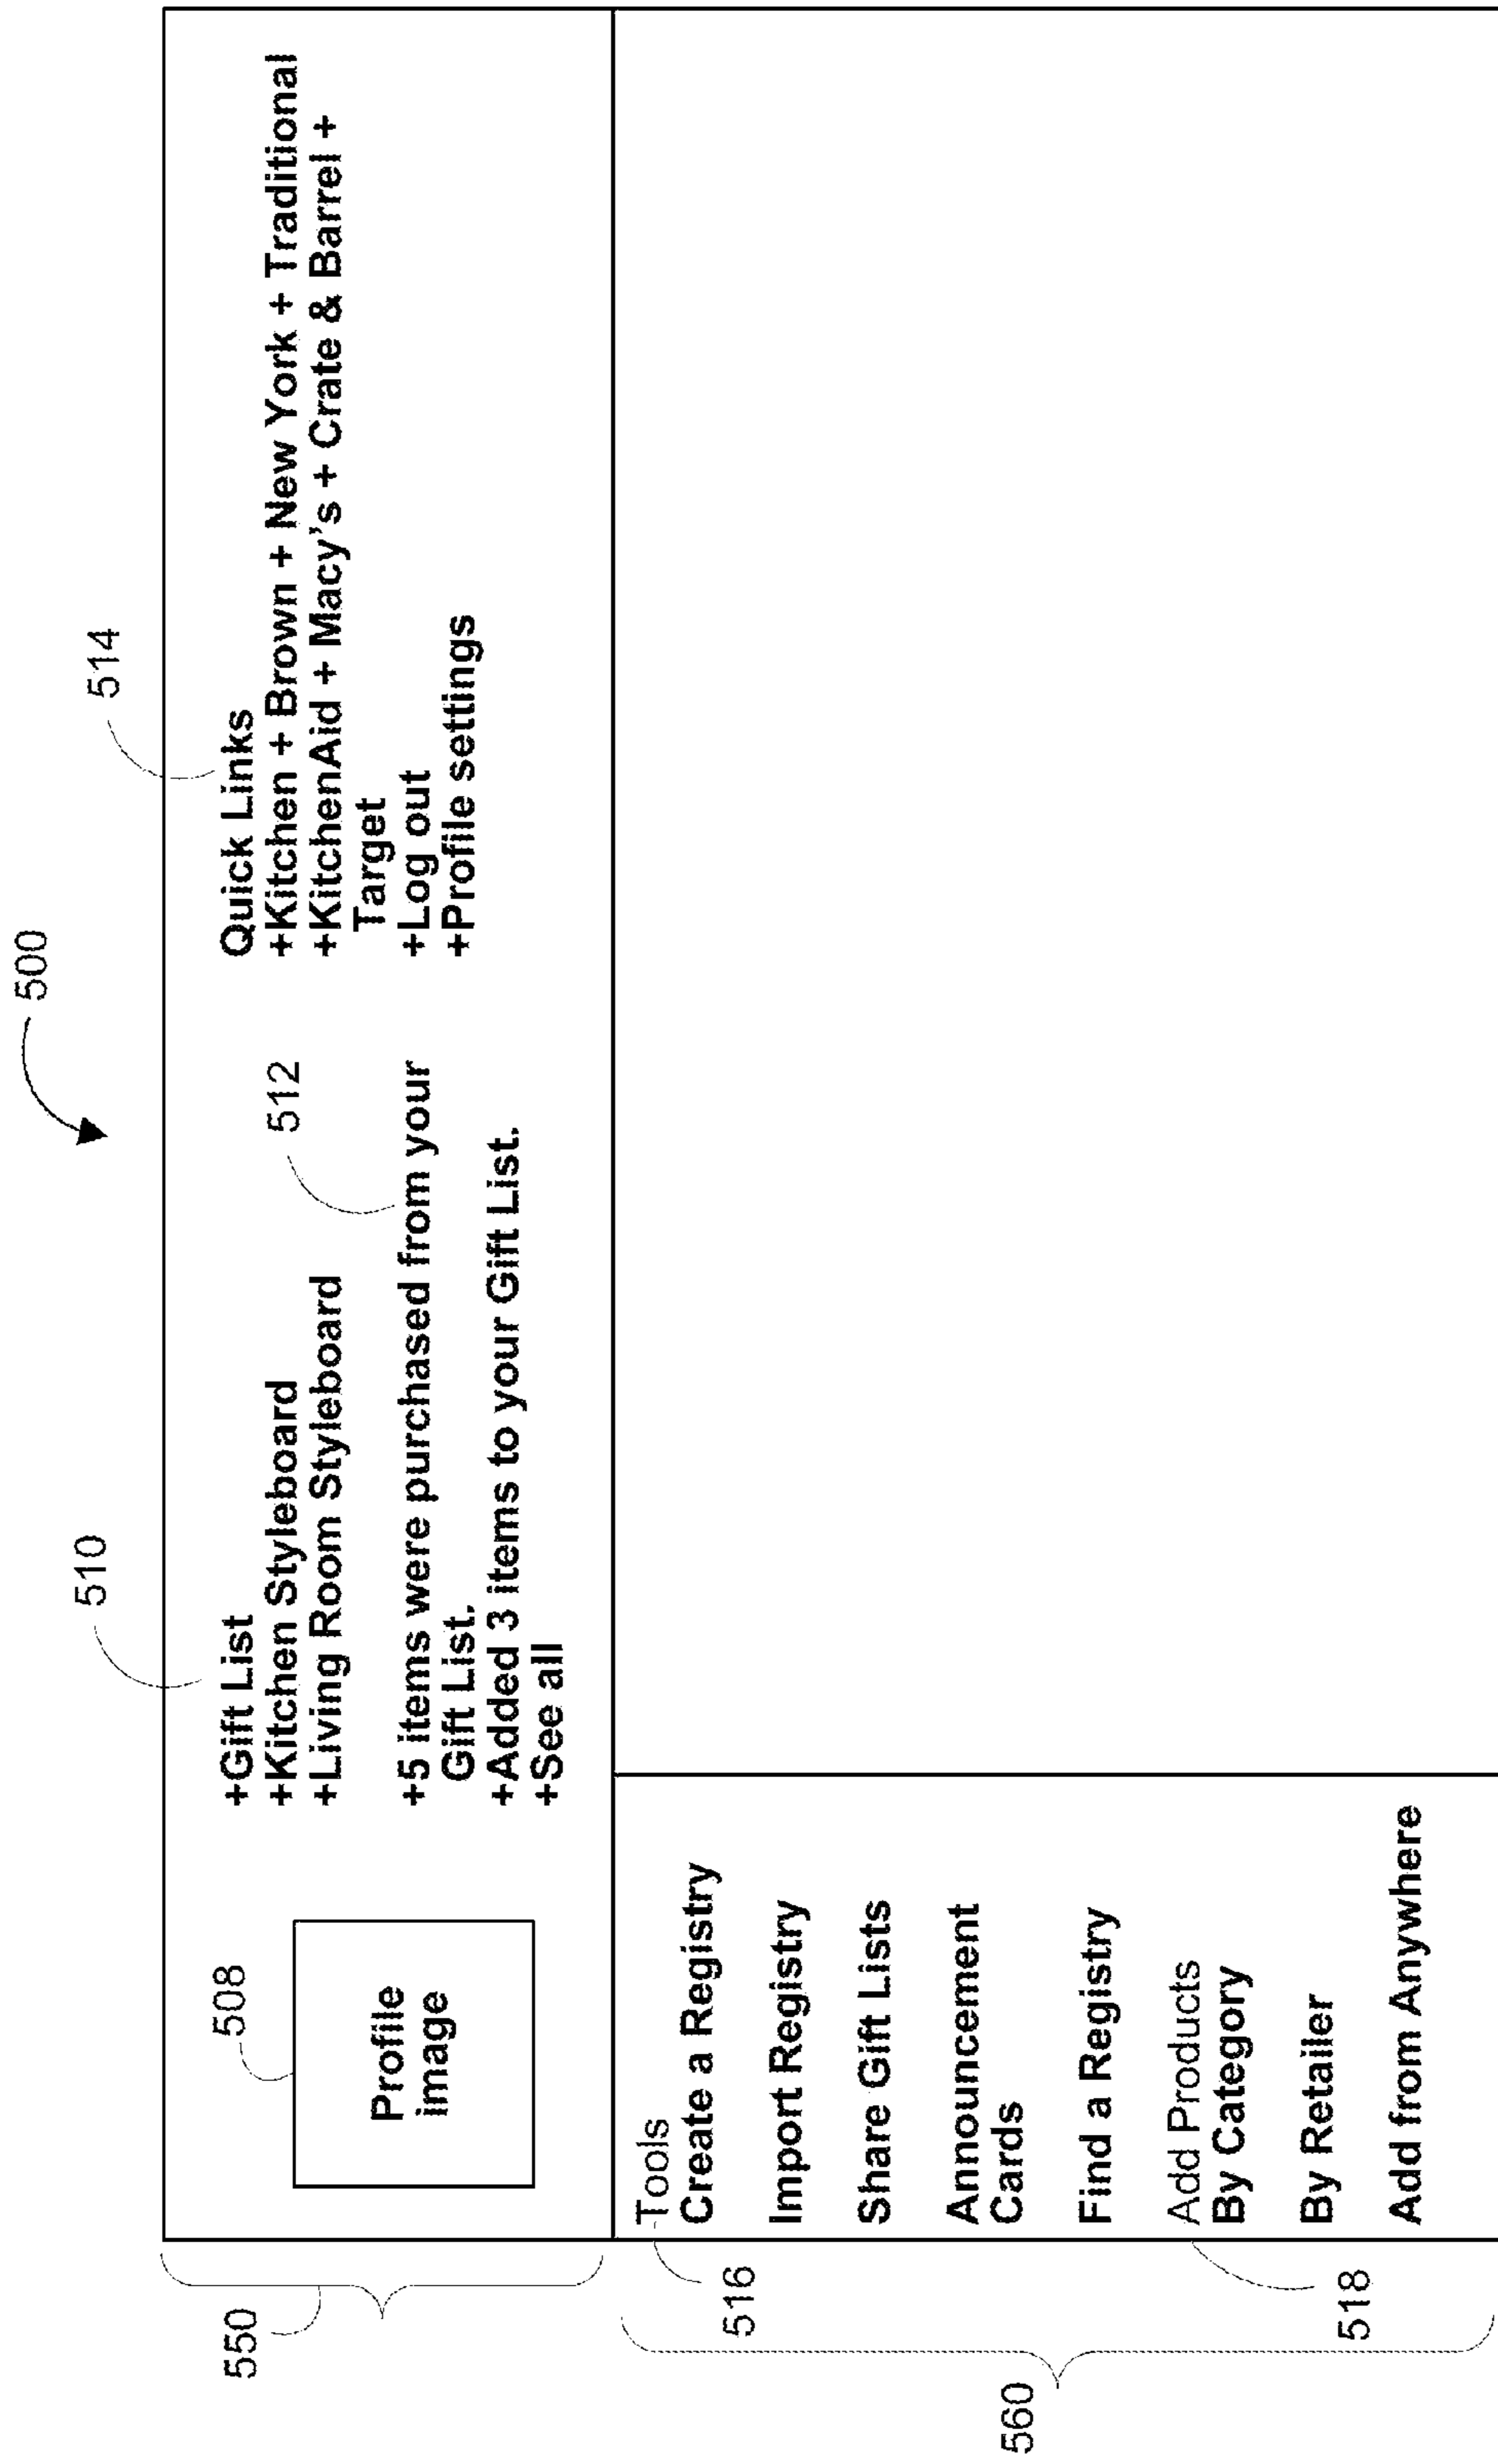 500
510
514
508
550
+Gift List
+Kitchen Styleboard
+Living Room Styleboard
512
+5 items were purchased from your
Gift List.
+Added 3 items to your Gift List.
+See all
Quick Links
+Kitchen + Brown + New York + Traditional
+KitchenAid + Macy's + Crate & Barrel +
Target
+Log out
+Profile settings
Profile
image
516
Tools
Create a Registry
Import Registry
Share Gift Lists
Announcement
Cards
Find a Registry
560
518
Add Products
By Category
By Retailer
Add from Anywhere